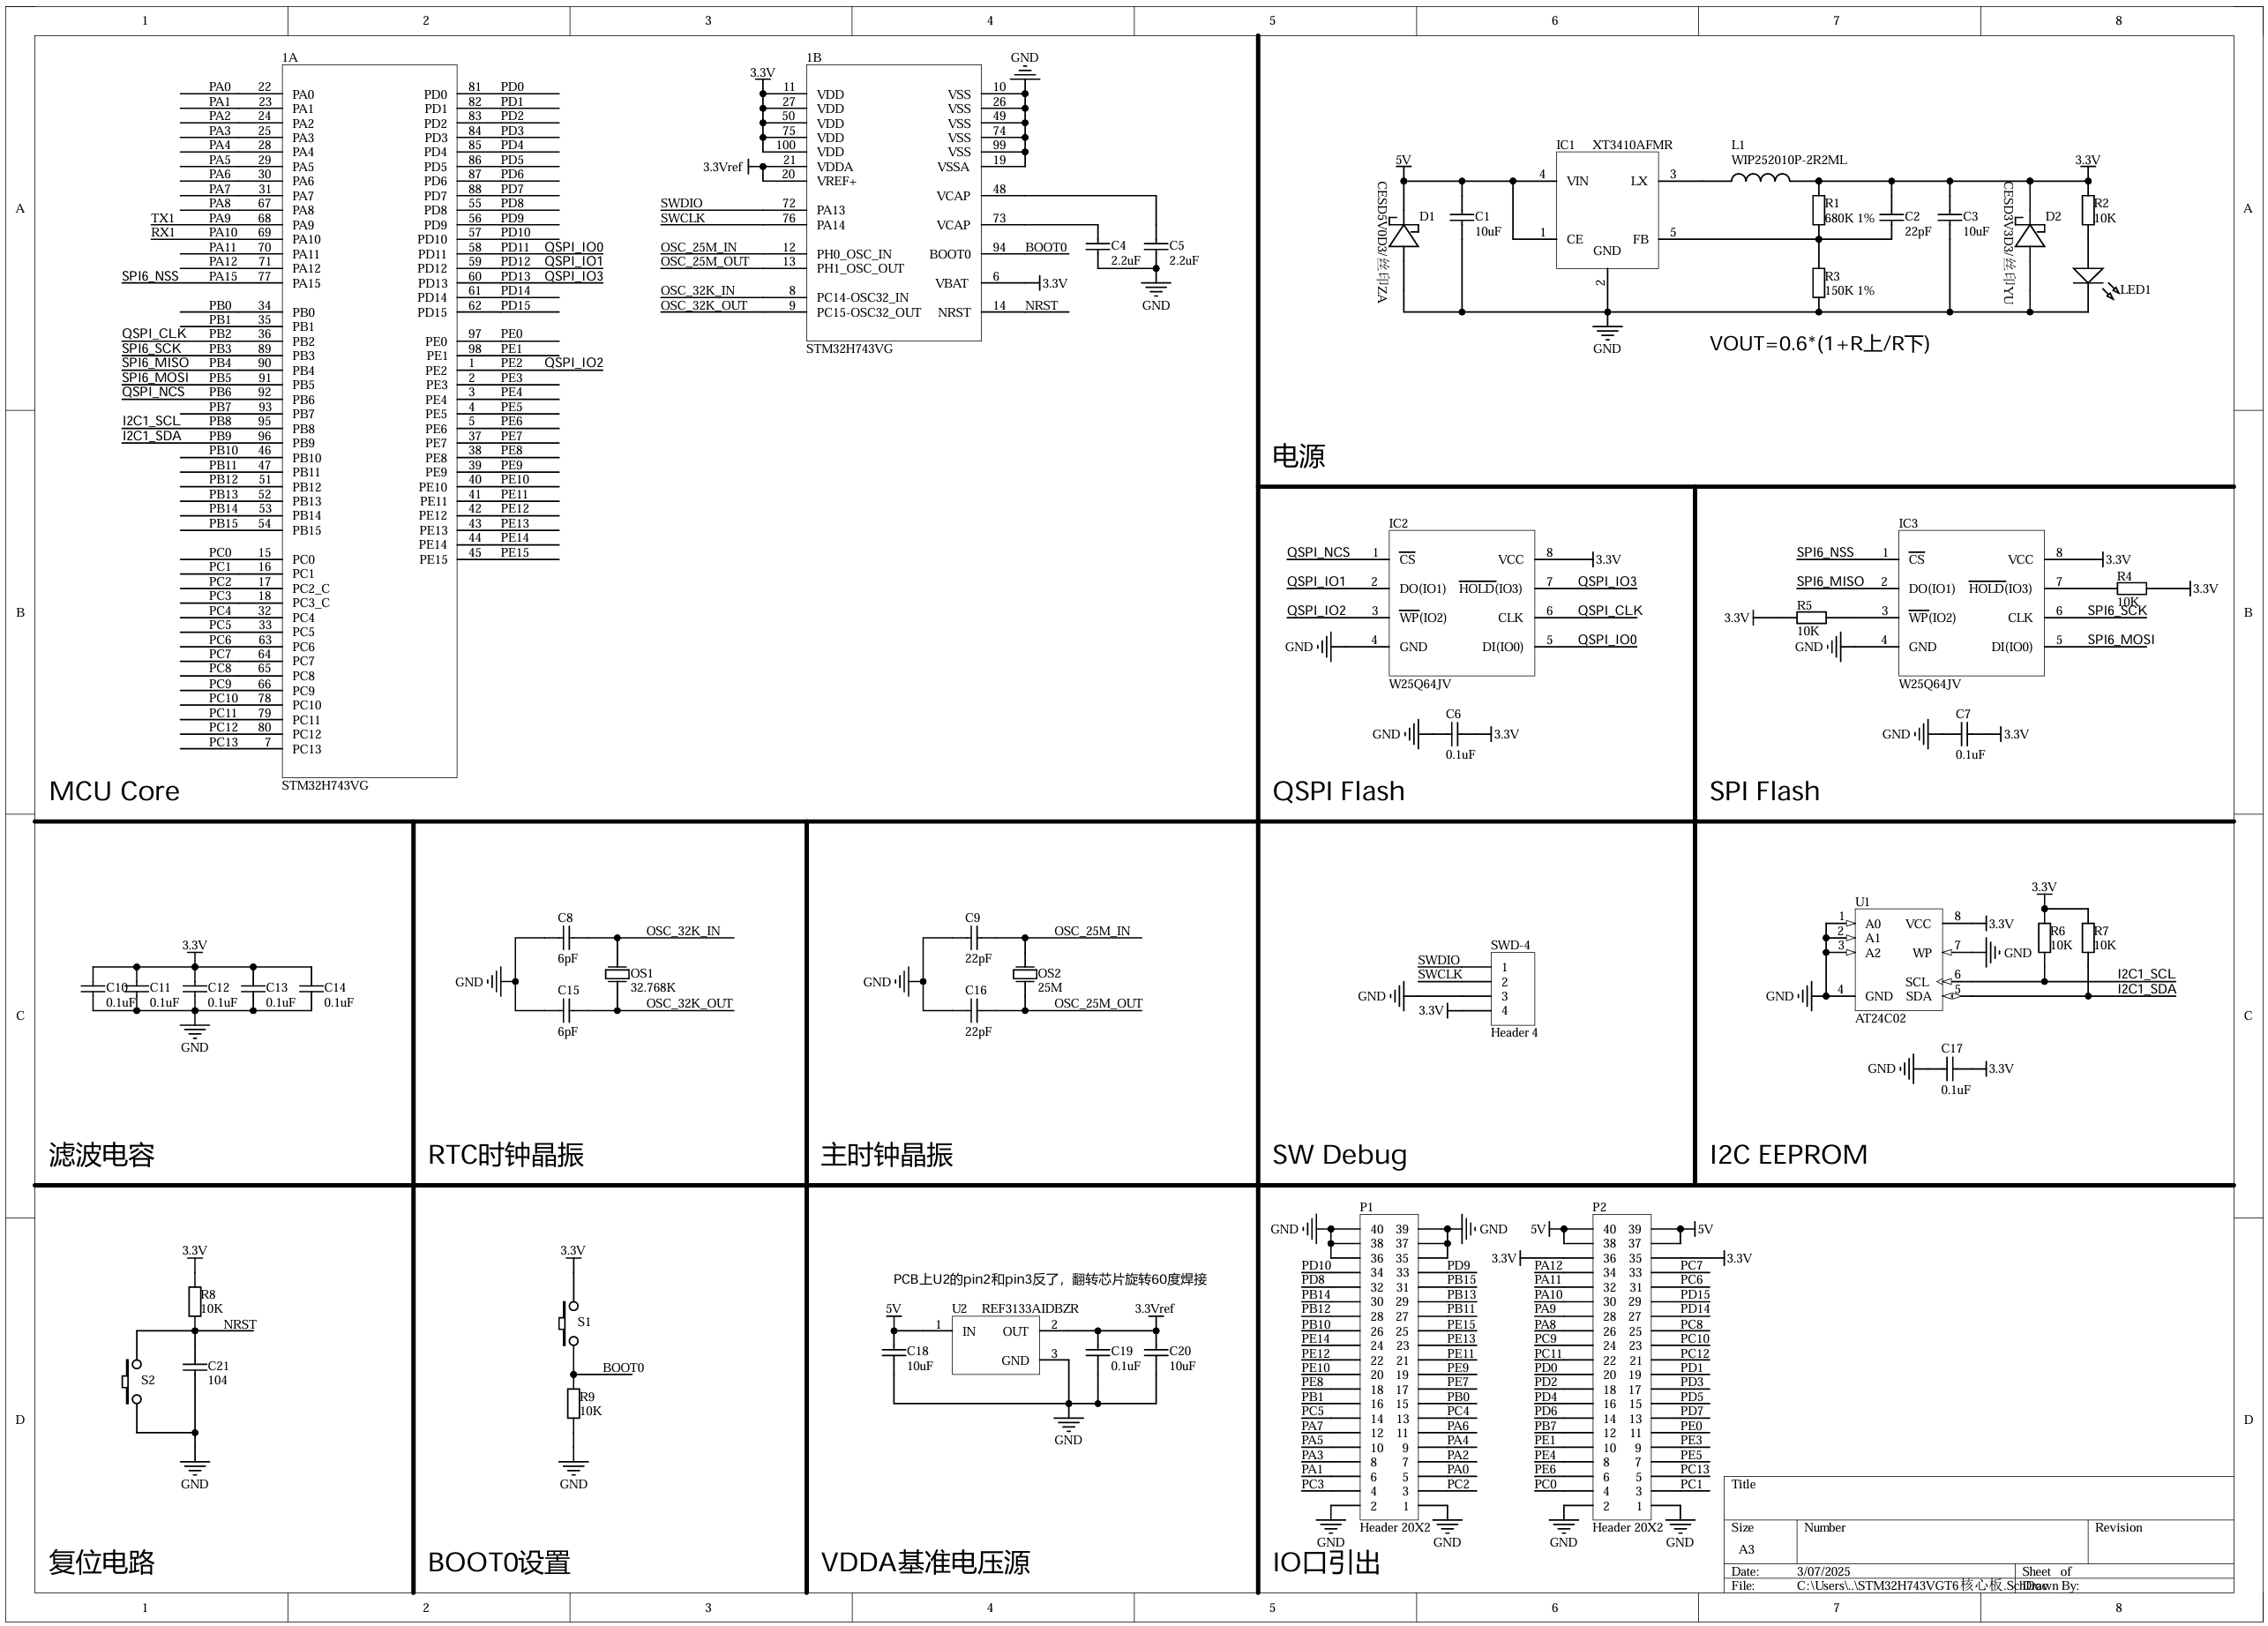 1 2 3 4 5 6 7 8
A A
B B
C C
D D
1A
PA0 22 PA0 PD0 81 PD0
PA1 23 PA1 PD1 82 PD1
PA2 24 PA2 PD2 83 PD2
PA3 25 PA3 PD3 84 PD3
PA4 28 PA4 PD4 85 PD4
PA5 29 PA5 PD5 86 PD5
PA6 30 PA6 PD6 87 PD6
PA7 31 PA7 PD7 88 PD7
PA8 67 PA8 PD8 55 PD8
TX1 PA9 68 PA9 PD9 56 PD9
RX1 PA10 69 PA10 PD10 57 PD10
PA11 70 PA11 PD11 58 PD11 QSPI_IO0
PA12 71 PA12 PD12 59 PD12 QSPI_IO1
SPI6_NSS PA15 77 PA15 PD13 60 PD13 QSPI_IO3
PD14 61 PD14
PB0 34 PB0 PD15 62 PD15
PB1 35 PB1
QSPI_CLK PB2 36 PB2 PE0 97 PE0
SPI6_SCK PB3 89 PB3 PE1 98 PE1
SPI6_MISO PB4 90 PB4 PE2 1 PE2 QSPI_IO2
SPI6_MOSI PB5 91 PB5 PE3 2 PE3
QSPI_NCS PB6 92 PB6 PE4 3 PE4
PB7 93 PB7 PE5 4 PE5
I2C1_SCL PB8 95 PB8 PE6 5 PE6
I2C1_SDA PB9 96 PB9 PE7 37 PE7
PB10 46 PB10 PE8 38 PE8
PB11 47 PB11 PE9 39 PE9
PB12 51 PB12 PE10 40 PE10
PB13 52 PB13 PE11 41 PE11
PB14 53 PB14 PE12 42 PE12
PB15 54 PB15 PE13 43 PE13
PE14 44 PE14
PC0 15 PC0 PE15 45 PE15
PC1 16 PC1
PC2 17 PC2_C
PC3 18 PC3_C
PC4 32 PC4
PC5 33 PC5
PC6 63 PC6
PC7 64 PC7
PC8 65 PC8
PC9 66 PC9
PC10 78 PC10
PC11 79 PC11
PC12 80 PC12
PC13 7 PC13
STM32H743VG
MCU Core
1B GND
3.3V
11 VDD VSS 10
27 VDD VSS 26
50 VDD VSS 49
75 VDD VSS 74
100 VDD VSS 99
3.3Vref 21 VDDA VSSA 19
20 VREF+
VCAP 48
SWDIO 72 PA13
SWCLK 76 PA14 VCAP 73
C4 2.2uF
C5 2.2uF
GND
OSC_25M_IN 12 PH0_OSC_IN BOOT0 94 BOOT0
OSC_25M_OUT 13 PH1_OSC_OUT
VBAT 6 3.3V
OSC_32K_IN 8 PC14-OSC32_IN
OSC_32K_OUT 9 PC15-OSC32_OUT NRST 14 NRST
STM32H743VG
5V
CESD5V0D3/丝印ZA
D1
C1
10uF
IC1 XT3410AFMR
4 VIN LX 3
1 CE FB 5
GND
2
GND
L1
WIP252010P-2R2ML
R1
680K 1%
R3
150K 1%
C2
22pF
C3
10uF
CESD3V3D3/丝印YU
D2
3.3V
R2
10K
LED1
VOUT=0.6*(1+R上/R下)
电源
IC2
QSPI_NCS 1 CS VCC 8 3.3V
QSPI_IO1 2 DO(IO1) HOLD(IO3) 7 QSPI_IO3
QSPI_IO2 3 WP(IO2) CLK 6 QSPI_CLK
GND 4 GND DI(IO0) 5 QSPI_IO0
W25Q64JV
C6
GND 3.3V
0.1uF
QSPI Flash
IC3
SPI6_NSS 1 CS VCC 8 3.3V
SPI6_MISO 2 DO(IO1) HOLD(IO3) 7 R4 10K 3.3V
3.3V R5 10K 3 WP(IO2) CLK 6 SPI6_SCK
GND 4 GND DI(IO0) 5 SPI6_MOSI
W25Q64JV
C7
GND 3.3V
0.1uF
SPI Flash
3.3V
C10 C11 C12 C13 C14
0.1uF 0.1uF 0.1uF 0.1uF 0.1uF
GND
滤波电容
C8 OSC_32K_IN
6pF
GND OS1
32.768K
C15 OSC_32K_OUT
6pF
RTC时钟晶振
C9 OSC_25M_IN
22pF
GND OS2
25M
C16 OSC_25M_OUT
22pF
主时钟晶振
SWD-4
SWDIO 1
SWCLK 2
GND 3
3.3V 4
Header 4
SW Debug
3.3V
U1
1 A0 VCC 8 3.3V
2 A1
3 A2 WP 7 GND
R6 10K
R7 10K
SCL 6 I2C1_SCL
GND 4 GND SDA 5 I2C1_SDA
AT24C02
C17
GND 3.3V
0.1uF
I2C EEPROM
3.3V
R8
10K
NRST
S2
C21
104
GND
复位电路
3.3V
S1
BOOT0
R9
10K
GND
BOOT0设置
PCB上U2的pin2和pin3反了，翻转芯片旋转60度焊接
5V U2 REF3133AIDBZR 3.3Vref
1 IN OUT 2
GND 3
C18
10uF
C19
0.1uF
C20
10uF
GND
VDDA基准电压源
P1
GND 40 39 GND
38 37
36 35
PD10 34 33 PD9
PD8 32 31 PB15
PB14 30 29 PB13
PB12 28 27 PB11
PB10 26 25 PE15
PE14 24 23 PE13
PE12 22 21 PE11
PE10 20 19 PE9
PE8 18 17 PE7
PB1 16 15 PB0
PC5 14 13 PC4
PA7 12 11 PA6
PA5 10 9 PA4
PA3 8 7 PA2
PA1 6 5 PA0
PC3 4 3 PC2
2 1
Header 20X2
GND GND
P2
5V 40 39 5V
38 37
3.3V 36 35 3.3V
PA12 34 33 PC7
PA11 32 31 PC6
PA10 30 29 PD15
PA9 28 27 PD14
PA8 26 25 PC8
PC9 24 23 PC10
PC11 22 21 PC12
PD0 20 19 PD1
PD2 18 17 PD3
PD4 16 15 PD5
PD6 14 13 PD7
PB7 12 11 PE0
PE1 10 9 PE3
PE4 8 7 PE5
PE6 6 5 PC13
PC0 4 3 PC1
2 1
Header 20X2
GND GND
IO口引出
Title
Size Number Revision
A3
Date: 3/07/2025 Sheet of
File: C:\Users\..\STM32H743VGT6核心板.SchDoc Drawn By:
1 2 3 4 5 6 7 8